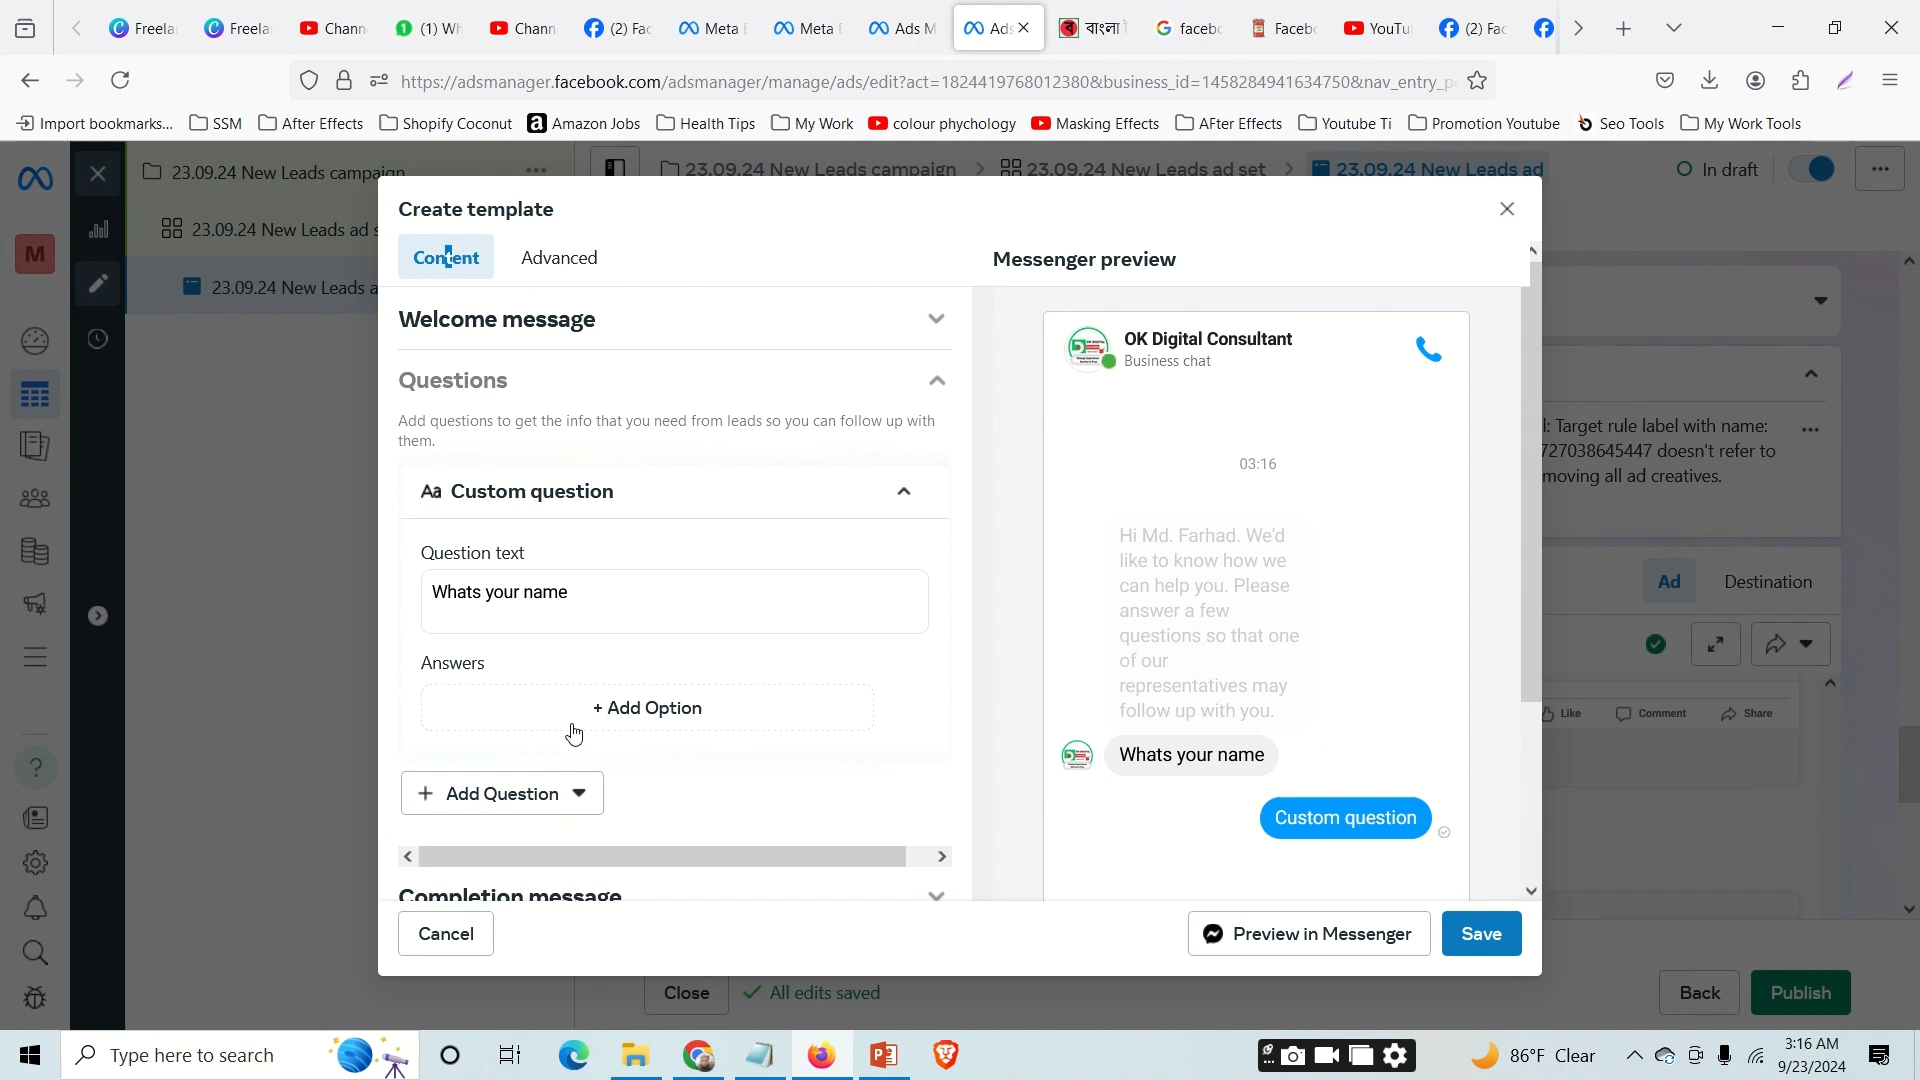 Freelan
Freelan
Chann
(1) Wh
Chann
(2) Fac
Meta
Meta
Ads M
Ads
facebo
Facebo
YouTu
(2) Fac
https://adsmanager.facebook.com/adsmanager/manage/ads/edit?act=1824419768012380&business_id=1458284941634750&nav_entry_p
Import bookmarks...
SSM
After Effects
Shopify Coconut
Amazon Jobs
Health Tips
My Work
colour phychology
Masking Effects
AFter Effects
Youtube Ti
Promotion Youtube
Seo Tools
My Work Tools
23.09.24 New Leads campaign
23.09.24 New Leads campaign
23.09.24 New Leads ad set
23.09.24 New Leads ad
In draft
M
23.09.24 New Leads ad s
23.09.24 New Leads a
Create template
Content
Advanced
Messenger preview
Welcome message
Questions
Add questions to get the info that you need from leads so you can follow up with
them.
Aa Custom question
Question text
Whats your name
Answers
+ Add Option
+ Add Question
Completion message
Cancel
Preview in Messenger
Save
OK Digital Consultant
Business chat
03:16
Hi Md. Farhad. We'd
like to know how we
can help you. Please
answer a few
questions so that one
of our
representatives may
follow up with you.
Whats your name
Custom question
l: Target rule label with name:
727038645447 doesn't refer to
moving all ad creatives.
Ad
Destination
Like
Comment
Share
Close
All edits saved
Back
Publish
Type here to search
86°F Clear
3:16 AM
9/23/2024